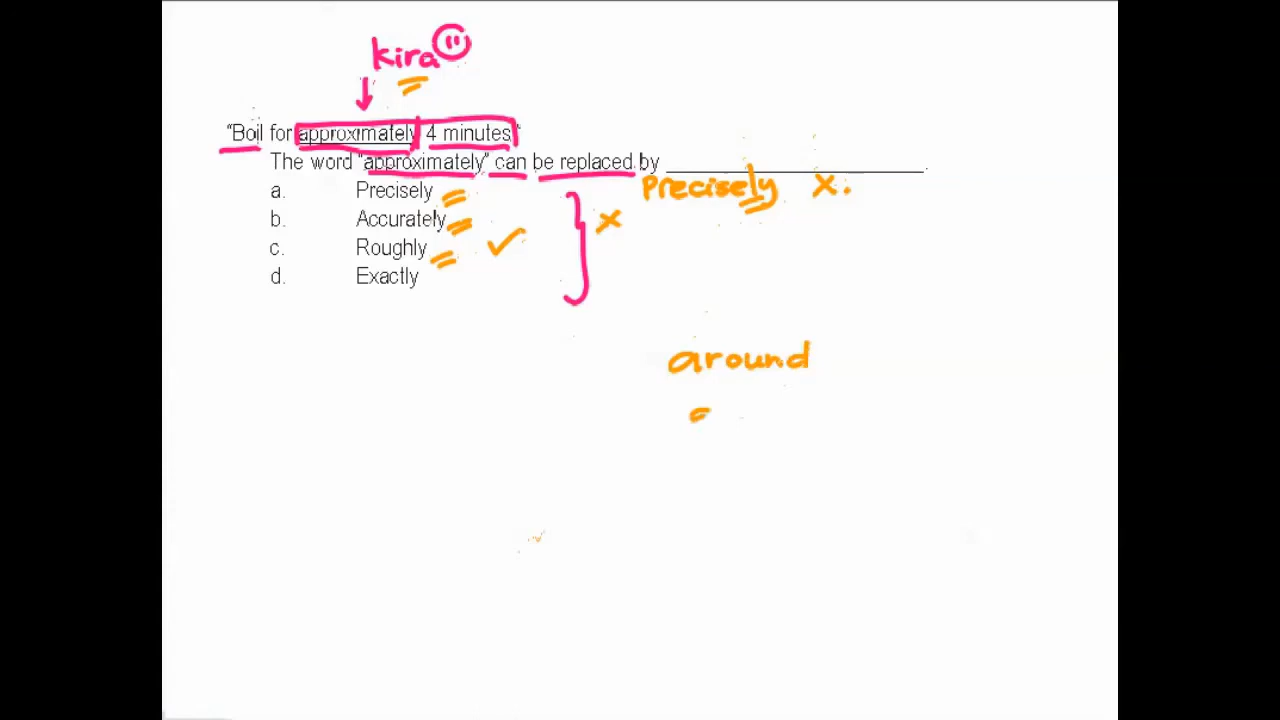 kira
"Boil for approximately 4 minutes."
The word "approximately" can be replaced by ____________________.
Precisely x.
a. Precisely
b. Accurately x
c. Roughly ✓
d. Exactly
around